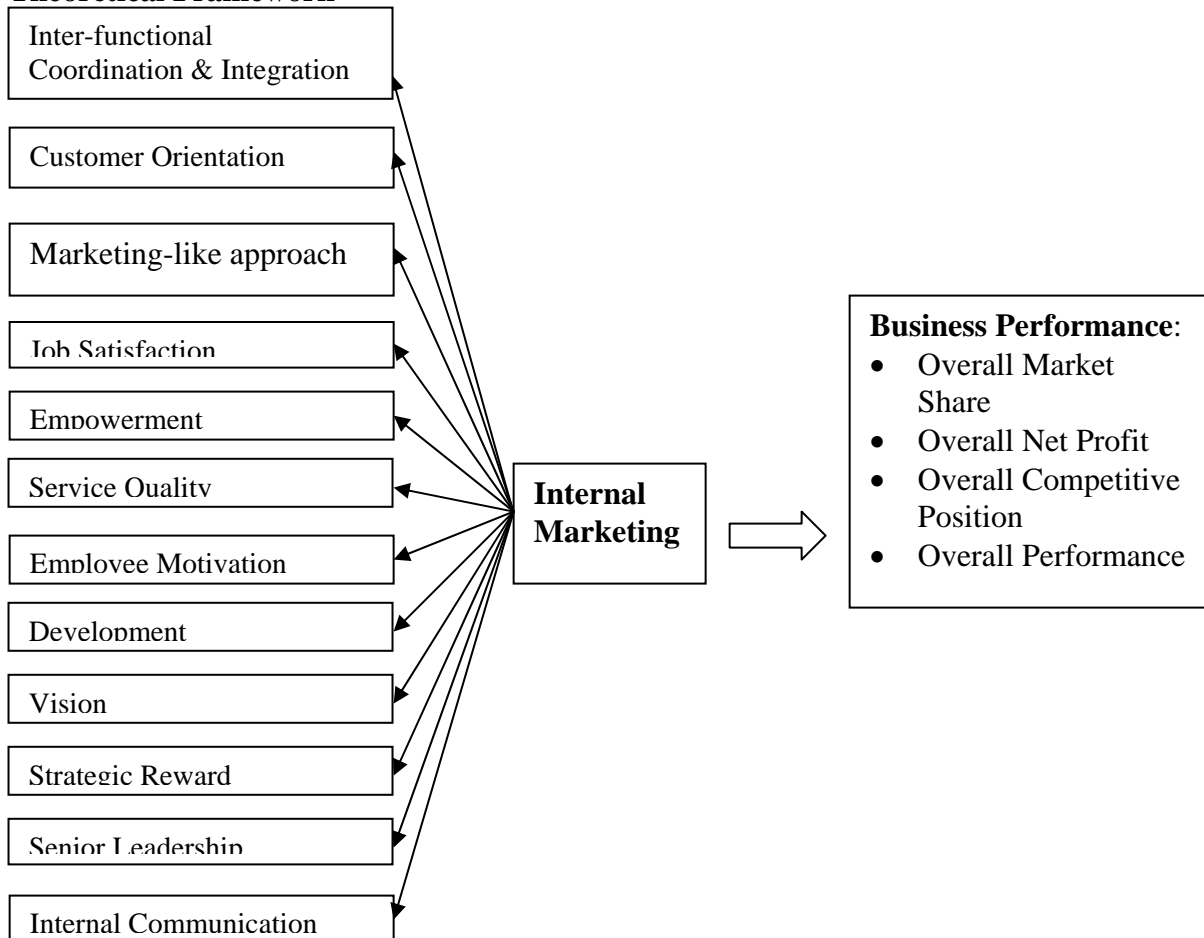 Theoretical Framework
Inter-functional
Coordination & Integration
Customer Orientation
Marketing-like approach
Job Satisfaction
Empowerment
Service Quality
Employee Motivation
Development
Vision
Strategic Reward
Senior Leadership
Internal Communication
Internal
Marketing
Business Performance:
• Overall Market
Share
• Overall Net Profit
• Overall Competitive
Position
• Overall Performance